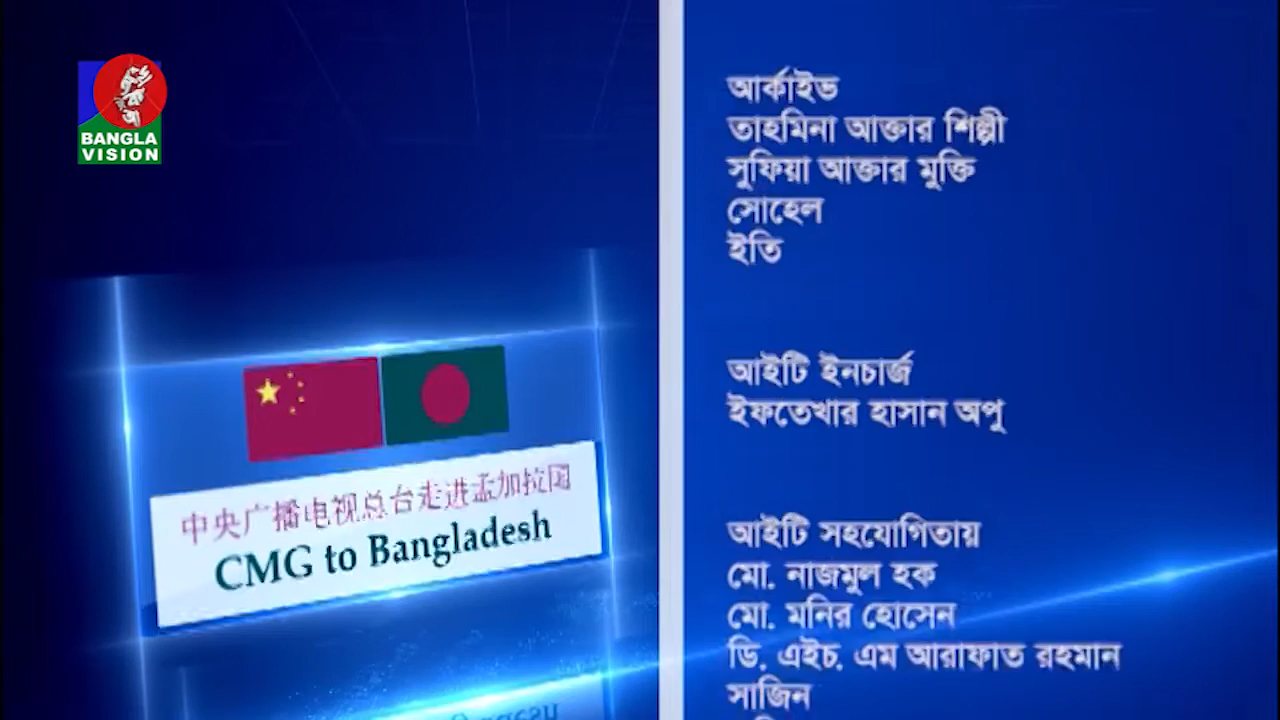 BANGLA
VISION
中央广播电视总台走进孟加拉国
CMG to Bangladesh
আর্কাইভ
তাহমিনা আক্তার শিল্পী
সুফিয়া আক্তার মুক্তি
সোহেল
ইতি
আইটি ইনচার্জ
ইফতেখার হাসান অপু
আইটি সহযোগিতায়
মো. নাজমুল হক
মো. মনির হোসেন
ডি. এইচ. এম আরাফাত রহমান
সাজিন